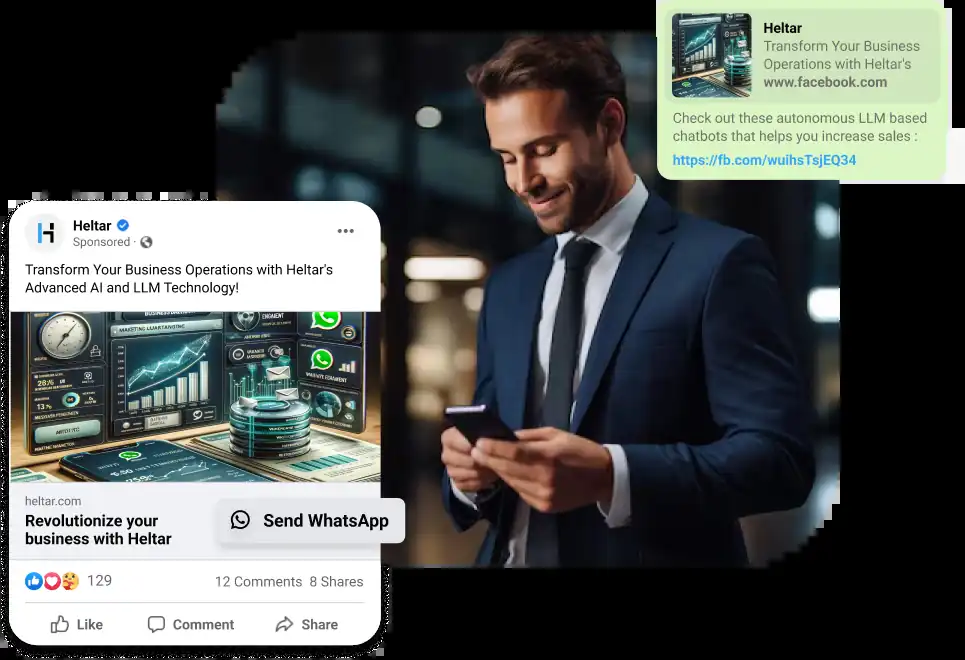 Heltar
Transform Your Business
Operations with Heltar's
www.facebook.com
Check out these autonomous LLM based
chatbots that helps you increase sales :
https://fb.com/wuihsTsjEQ34
Heltar
Sponsored ·
Transform Your Business Operations with Heltar's
Advanced AI and LLM Technology!
heltar.com
Revolutionize your
business with Heltar
Send WhatsApp
129
12 Comments 8 Shares
Like
Comment
Share